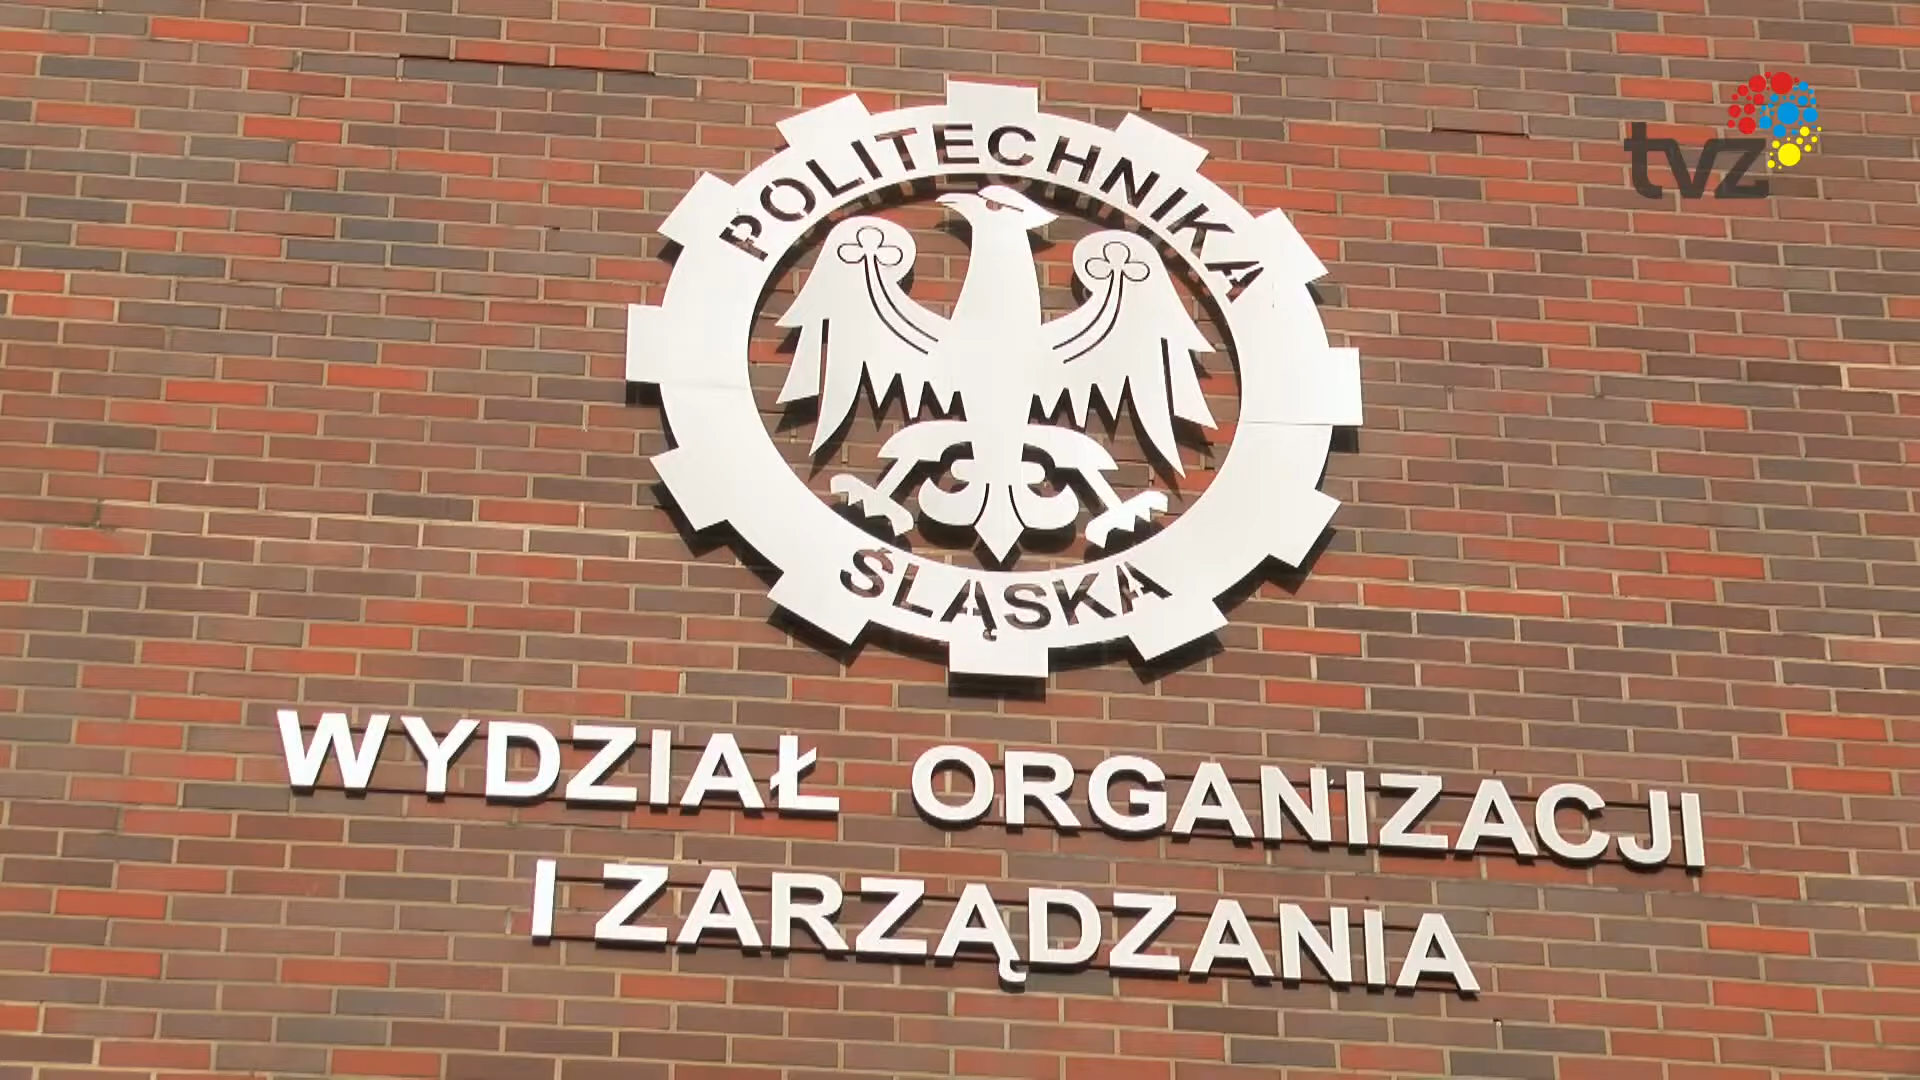 POLITECHNIKA
ŚLĄSKA
WYDZIAŁ ORGANIZACJI
I ZARZĄDZANIA
tvz